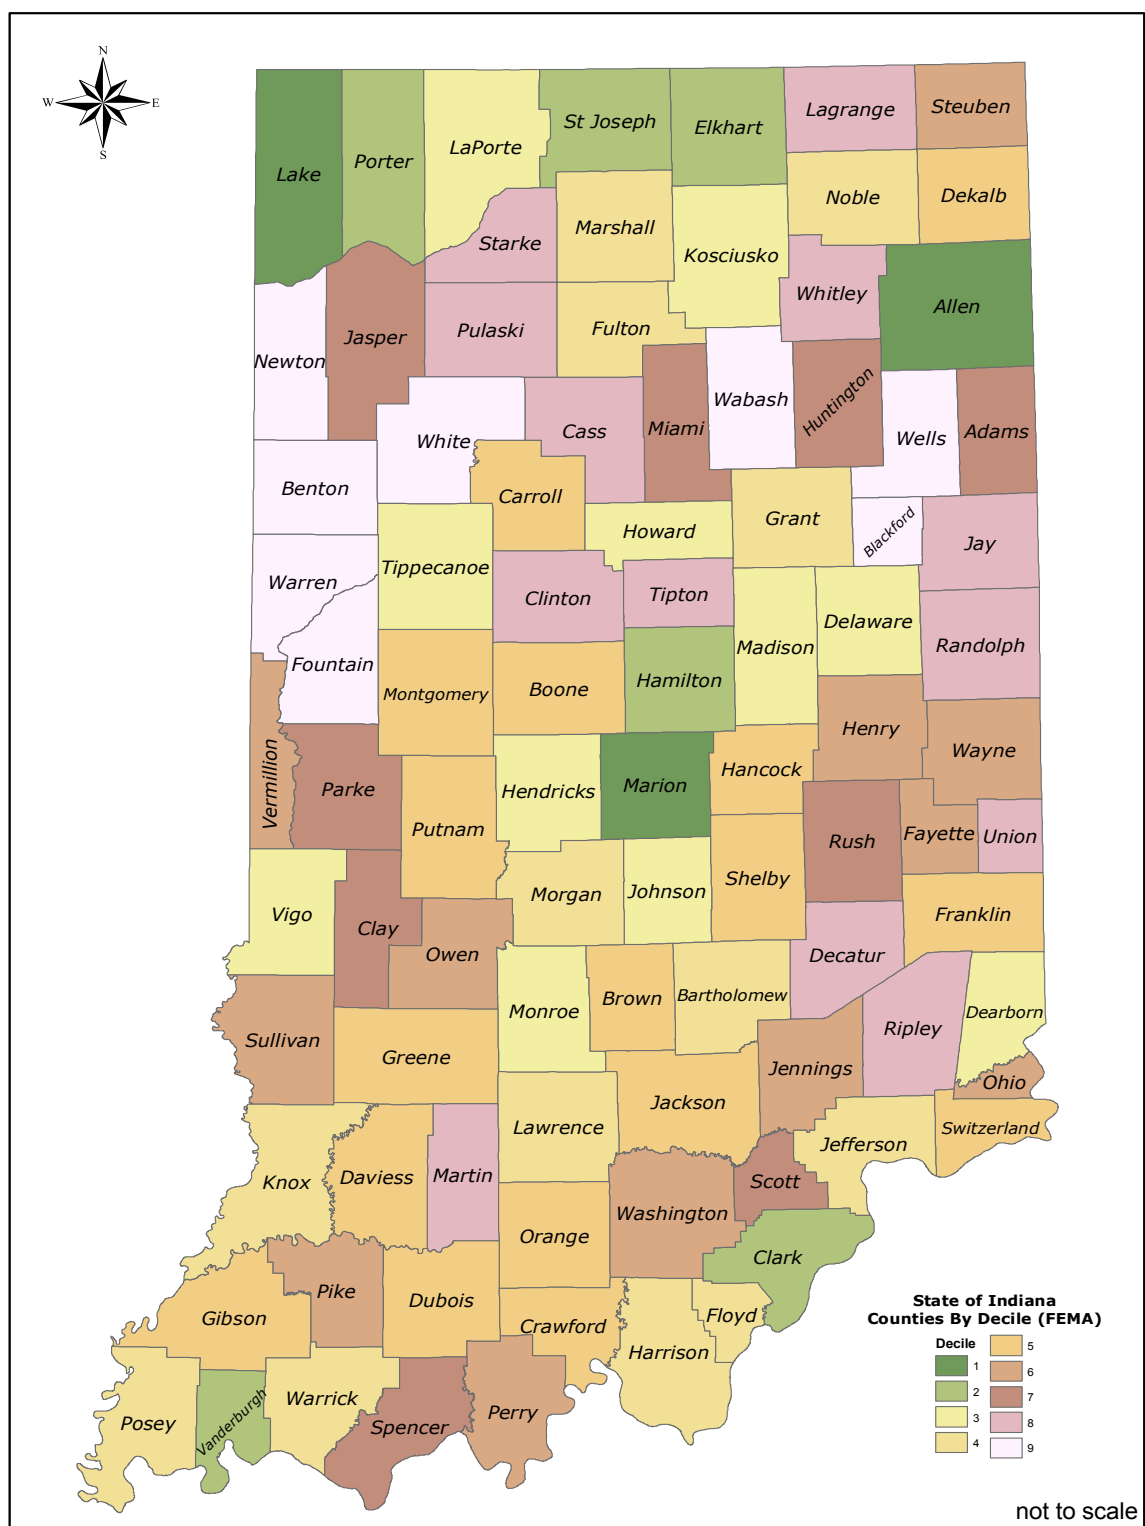 N
W E
S
Lake
Porter
LaPorte
St Joseph
Elkhart
Lagrange
Steuben
Noble
Dekalb
Marshall
Starke
Kosciusko
Whitley
Allen
Newton
Jasper
Pulaski
Fulton
Miami
Wabash
Huntington
Wells
Adams
White
Cass
Benton
Carroll
Howard
Grant
Blackford
Jay
Warren
Tippecanoe
Clinton
Tipton
Madison
Delaware
Randolph
Fountain
Montgomery
Boone
Hamilton
Henry
Wayne
Vermillion
Parke
Putnam
Hendricks
Marion
Hancock
Rush
Fayette
Union
Vigo
Clay
Owen
Morgan
Johnson
Shelby
Franklin
Decatur
Sullivan
Greene
Monroe
Brown
Bartholomew
Ripley
Dearborn
Jennings
Ohio
Switzerland
Jackson
Lawrence
Jefferson
Knox
Daviess
Martin
Scott
Washington
Orange
Clark
Pike
Gibson
Dubois
Crawford
Floyd
Harrison
Posey
Vanderburgh
Warrick
Spencer
Perry
State of Indiana
Counties By Decile (FEMA)
Decile
1
2
3
4
5
6
7
8
9
not to scale